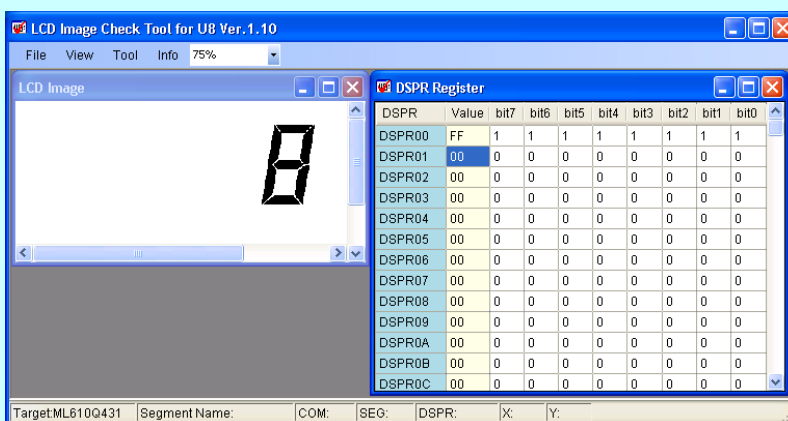 LCD Image Check Tool for U8 Ver.1.10
File View Tool Info 75%
LCD Image
8
DSPR Register
DSPR Value bit7 bit6 bit5 bit4 bit3 bit2 bit1 bit0
DSPR00 FF 1 1 1 1 1 1 1 1
DSPR01 00 0 0 0 0 0 0 0 0
DSPR02 00 0 0 0 0 0 0 0 0
DSPR03 00 0 0 0 0 0 0 0 0
DSPR04 00 0 0 0 0 0 0 0 0
DSPR05 00 0 0 0 0 0 0 0 0
DSPR06 00 0 0 0 0 0 0 0 0
DSPR07 00 0 0 0 0 0 0 0 0
DSPR08 00 0 0 0 0 0 0 0 0
DSPR09 00 0 0 0 0 0 0 0 0
DSPR0A 00 0 0 0 0 0 0 0 0
DSPR0B 00 0 0 0 0 0 0 0 0
DSPR0C 00 0 0 0 0 0 0 0 0
Target:ML610Q431 Segment Name: COM: SEG: DSPR: X: Y: